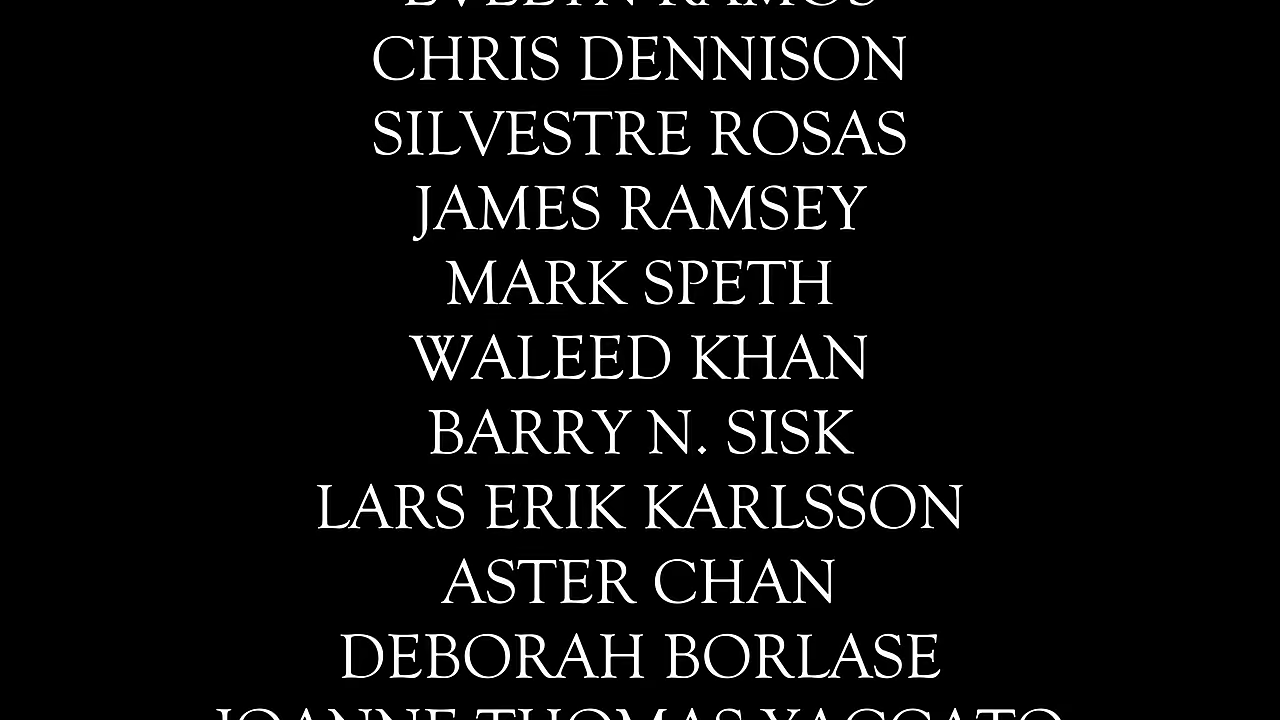 EVELYN RAMOS
CHRIS DENNISON
SILVESTRE ROSAS
JAMES RAMSEY
MARK SPETH
WALEED KHAN
BARRY N. SISK
LARS ERIK KARLSSON
ASTER CHAN
DEBORAH BORLASE
JOANNE THOMAS YACCATO